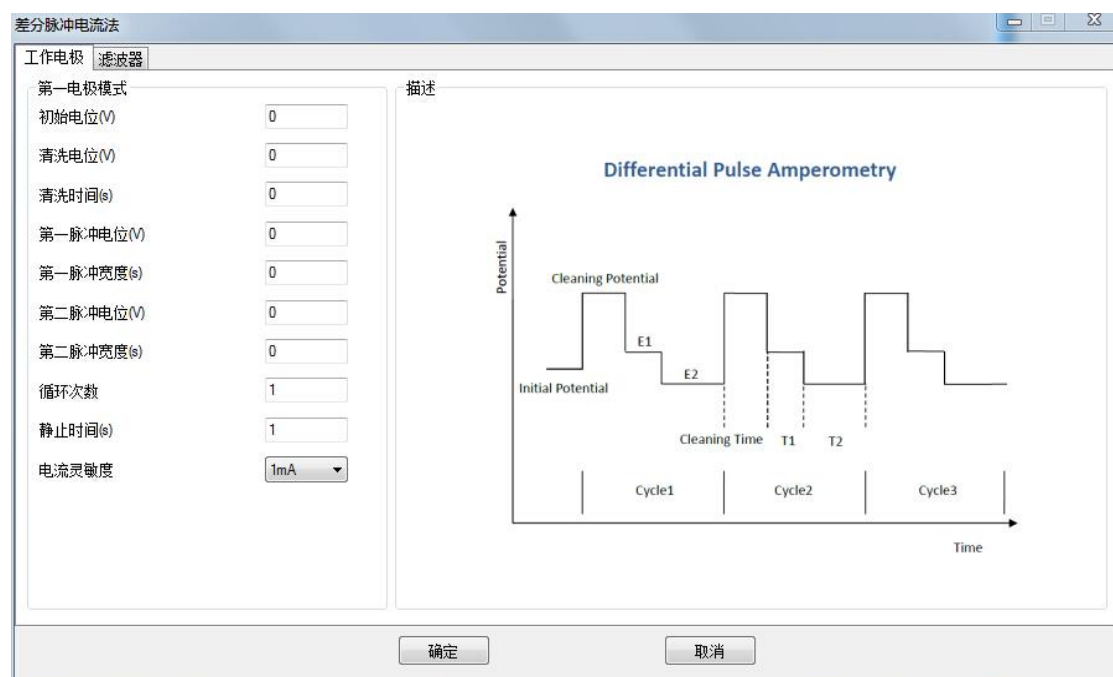 差分脉冲电流法
工作电极 滤波器
第一电极模式
初始电位(V) 0
清洗电位(V) 0
清洗时间(s) 0
第一脉冲电位(V) 0
第一脉冲宽度(s) 0
第二脉冲电位(V) 0
第二脉冲宽度(s) 0
循环次数 1
静止时间(s) 1
电流灵敏度 1mA
描述
Differential Pulse Amperometry
Potential
Cleaning Potential
E1
E2
Initial Potential
Cleaning Time T1 T2
Cycle1 Cycle2 Cycle3
Time
确定 取消